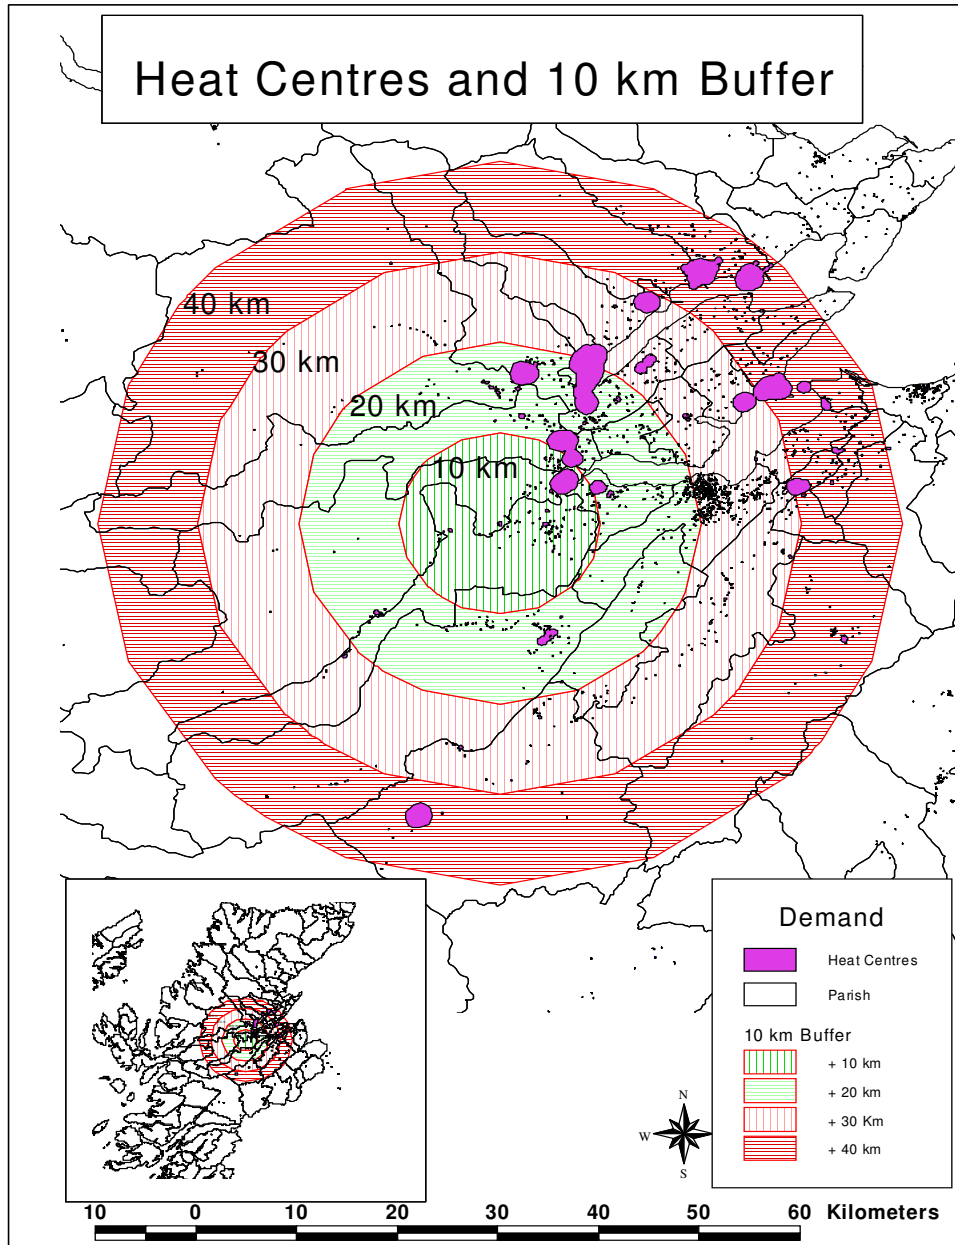 Heat Centres and 10 km Buffer
40 km
30 km
20 km
10 km
Demand
Heat Centres
Parish
10 km Buffer
+ 10 km
+ 20 km
+ 30 Km
+ 40 km
N
W
S
10 0 10 20 30 40 50 60 Kilometers